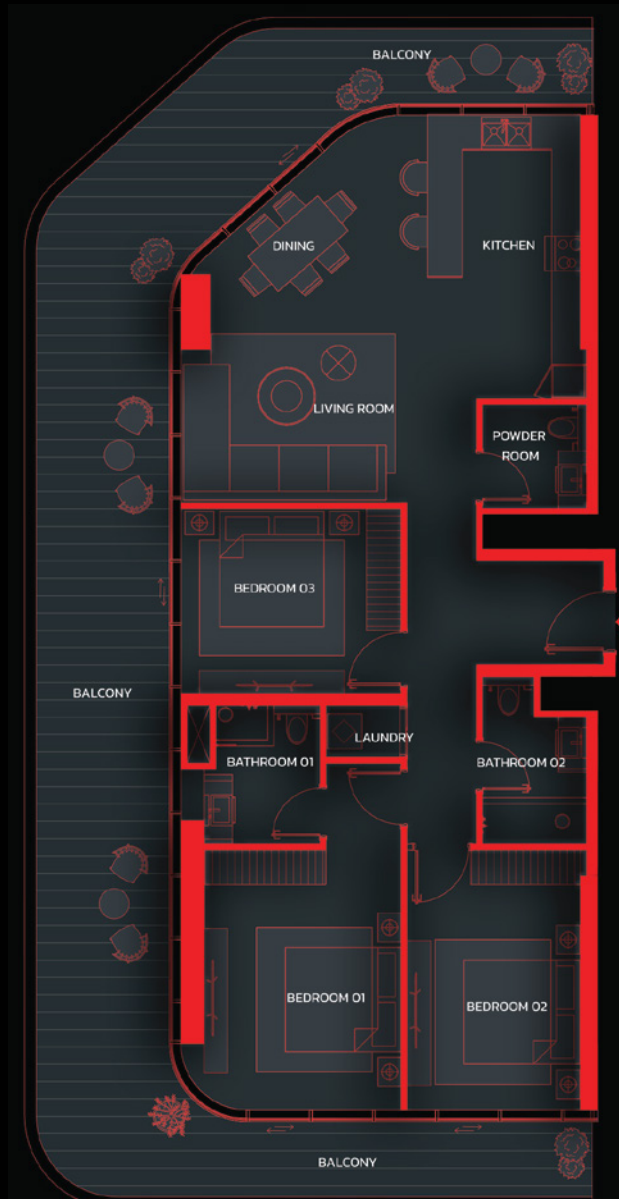 BALCONY
DINING
KITCHEN
LIVING ROOM
POWDER
ROOM
BEDROOM 03
BALCONY
LAUNDRY
BATHROOM 01
BATHROOM 02
BEDROOM 01
BEDROOM 02
BALCONY